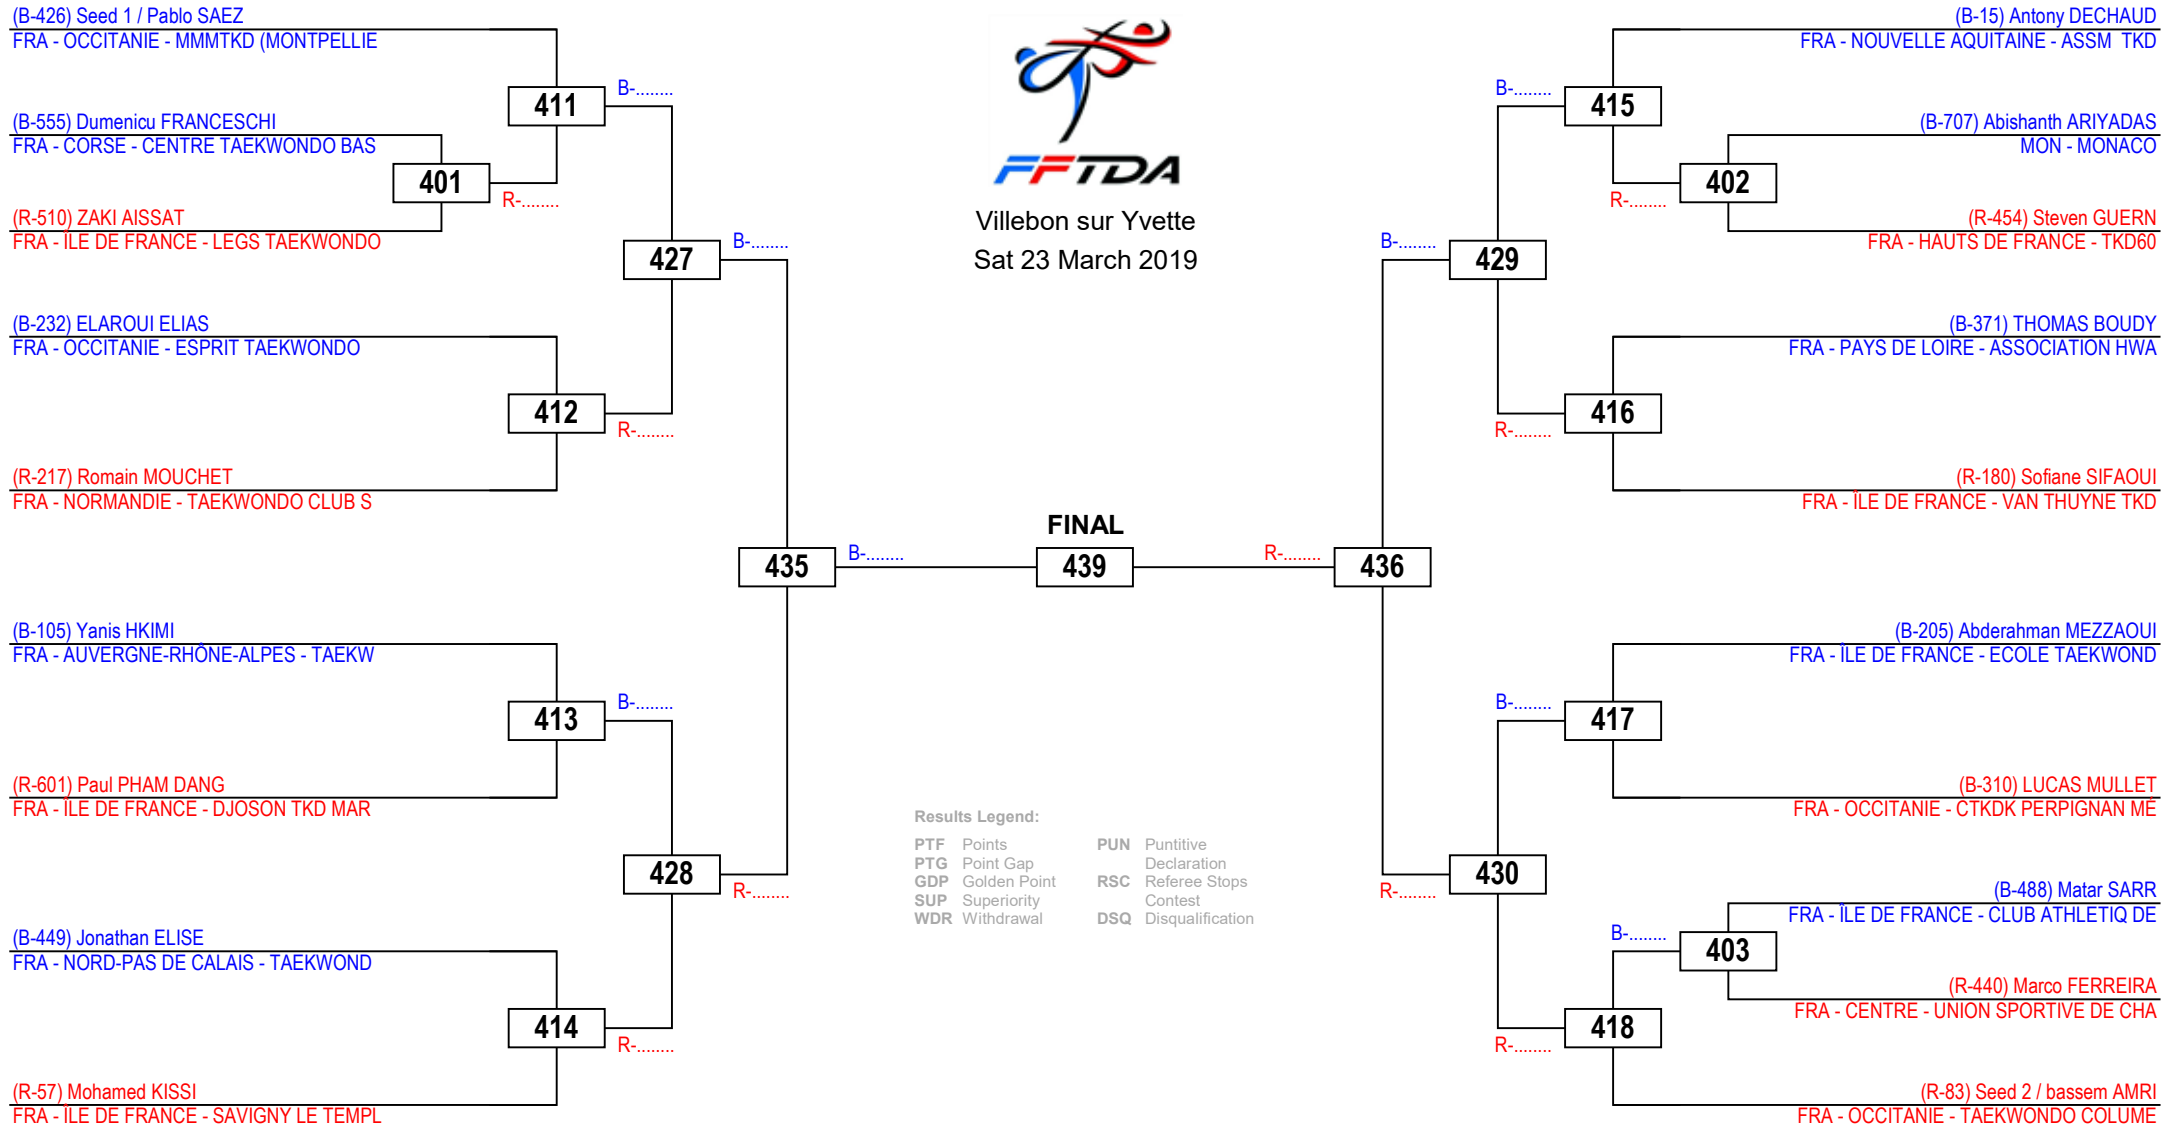 (B-426) Seed 1 / Pablo SAEZ
FRA - OCCITANIE - MMMTKD (MONTPELLIE
(B-555) Dumenicu FRANCESCHI
FRA - CORSE - CENTRE TAEKWONDO BAS
(R-510) ZAKI AISSAT
FRA - ÎLE DE FRANCE - LEGS TAEKWONDO
(B-232) ELAROUI ELIAS
FRA - OCCITANIE - ESPRIT TAEKWONDO
(R-217) Romain MOUCHET
FRA - NORMANDIE - TAEKWONDO CLUB S
(B-105) Yanis HKIMI
FRA - AUVERGNE-RHÔNE-ALPES - TAEKW
(R-601) Paul PHAM DANG
FRA - ÎLE DE FRANCE - DJOSON TKD MAR
(B-449) Jonathan ELISE
FRA - NORD-PAS DE CALAIS - TAEKWOND
(R-57) Mohamed KISSI
FRA - ÎLE DE FRANCE - SAVIGNY LE TEMPL
401
R-........
411
B-........
412
R-........
413
B-........
414
R-........
427
B-........
428
R-........
435
B-........
FFTDA
Villebon sur Yvette
Sat 23 March 2019
FINAL
439
Results Legend:
PTF Points
PTG Point Gap
GDP Golden Point
SUP Superiority
WDR Withdrawal
PUN Puntitive
Declaration
RSC Referee Stops
Contest
DSQ Disqualification
R-........
436
B-........
429
R-........
430
B-........
415
R-........
416
B-........
417
R-........
418
R-........
402
B-........
403
(B-15) Antony DECHAUD
FRA - NOUVELLE AQUITAINE - ASSM TKD
(B-707) Abishanth ARIYADAS
MON - MONACO
(R-454) Steven GUERN
FRA - HAUTS DE FRANCE - TKD60
(B-371) THOMAS BOUDY
FRA - PAYS DE LOIRE - ASSOCIATION HWA
(R-180) Sofiane SIFAOUI
FRA - ÎLE DE FRANCE - VAN THUYNE TKD
(B-205) Abderahman MEZZAOUI
FRA - ÎLE DE FRANCE - ECOLE TAEKWOND
(B-310) LUCAS MULLET
FRA - OCCITANIE - CTKDK PERPIGNAN MÉ
(B-488) Matar SARR
FRA - ÎLE DE FRANCE - CLUB ATHLETIQ DE
(R-440) Marco FERREIRA
FRA - CENTRE - UNION SPORTIVE DE CHA
(R-83) Seed 2 / bassem AMRI
FRA - OCCITANIE - TAEKWONDO COLUME